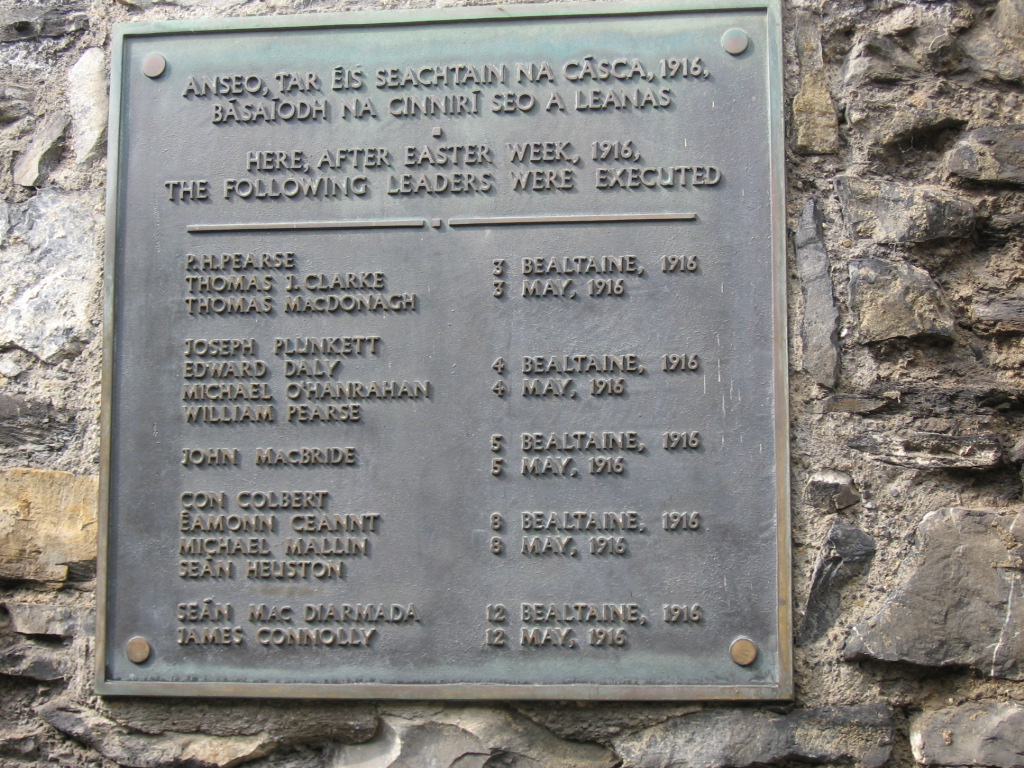 ANSEO, TAR ÉIS SEACHTAIN NA CÁSCA, 1916,
BÁSAÍODH NA CINNIRÍ SEO A LEANAS
HERE, AFTER EASTER WEEK, 1916,
THE FOLLOWING LEADERS WERE EXECUTED
P.H.PEARSE
THOMAS J. CLARKE
THOMAS MACDONAGH
3 BEALTAINE, 1916
3 MAY, 1916
JOSEPH PLUNKETT
EDWARD DALY
MICHAEL O'HANRAHAN
WILLIAM PEARSE
4 BEALTAINE, 1916
4 MAY, 1916
JOHN MACBRIDE
5 BEALTAINE, 1916
5 MAY, 1916
CON COLBERT
ÉAMONN CEANNT
MICHAEL MALLIN
SEÁN HEUSTON
8 BEALTAINE, 1916
8 MAY, 1916
SEÁN MAC DIARMADA
JAMES CONNOLLY
12 BEALTAINE, 1916
12 MAY, 1916